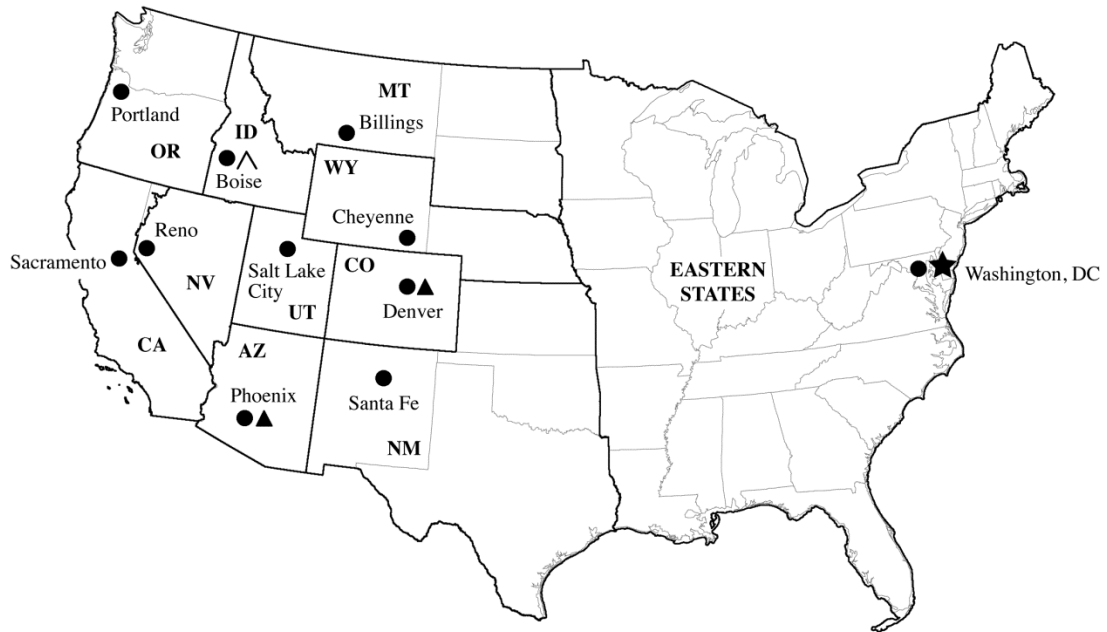 MT
Portland
Billings
ID
OR
WY
Boise
Cheyenne
Reno
Sacramento
CO
Salt Lake
City
EASTERN
STATES
Washington, DC
NV
Denver
UT
CA
AZ
Phoenix
Santa Fe
NM